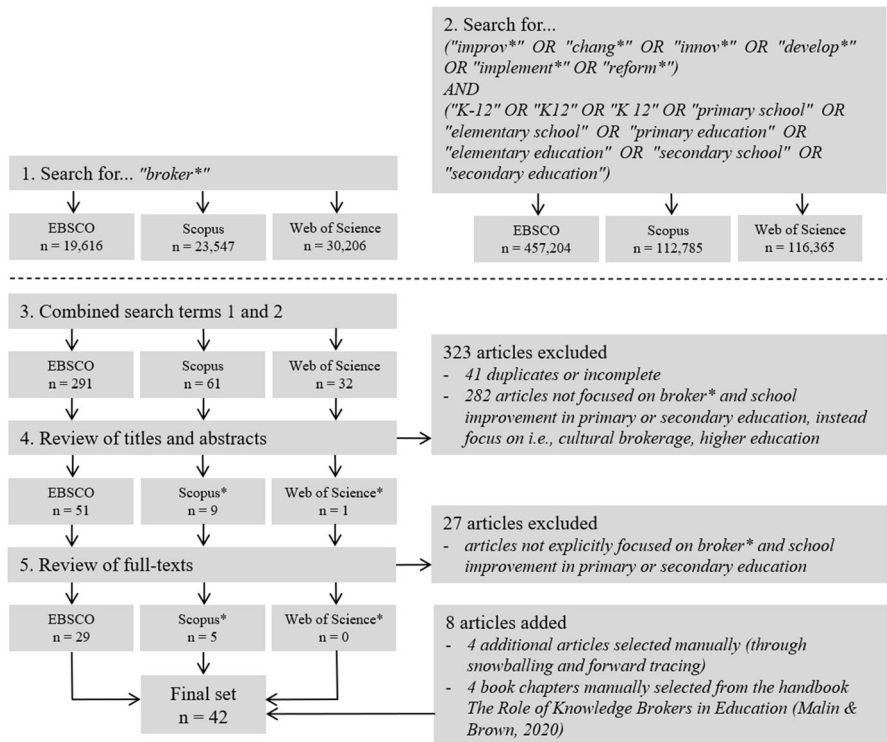 1. Search for... "broker*"
EBSCO
n = 19,616
Scopus
n = 23,547
Web of Science
n = 30,206
2. Search for...
("improv*" OR "chang*" OR "innov*" OR "develop*"
OR "implement*" OR "reform*")
AND
("K-12" OR "K12" OR "K 12" OR "primary school" OR
"elementary school" OR "primary education" OR
"elementary education" OR "secondary school" OR
"secondary education")
EBSCO
n = 457,204
Scopus
n = 112,785
Web of Science
n = 116,365
3. Combined search terms 1 and 2
EBSCO
n = 291
Scopus
n = 61
Web of Science
n = 32
4. Review of titles and abstracts
323 articles excluded
- 41 duplicates or incomplete
- 282 articles not focused on broker* and school
improvement in primary or secondary education, instead
focus on i.e., cultural brokerage, higher education
EBSCO
n = 51
Scopus*
n = 9
Web of Science*
n = 1
5. Review of full-texts
27 articles excluded
- articles not explicitly focused on broker* and school
improvement in primary or secondary education
EBSCO
n = 29
Scopus*
n = 5
Web of Science*
n = 0
8 articles added
- 4 additional articles selected manually (through
snowballing and forward tracing)
- 4 book chapters manually selected from the handbook
The Role of Knowledge Brokers in Education (Malin &
Brown, 2020)
Final set
n = 42